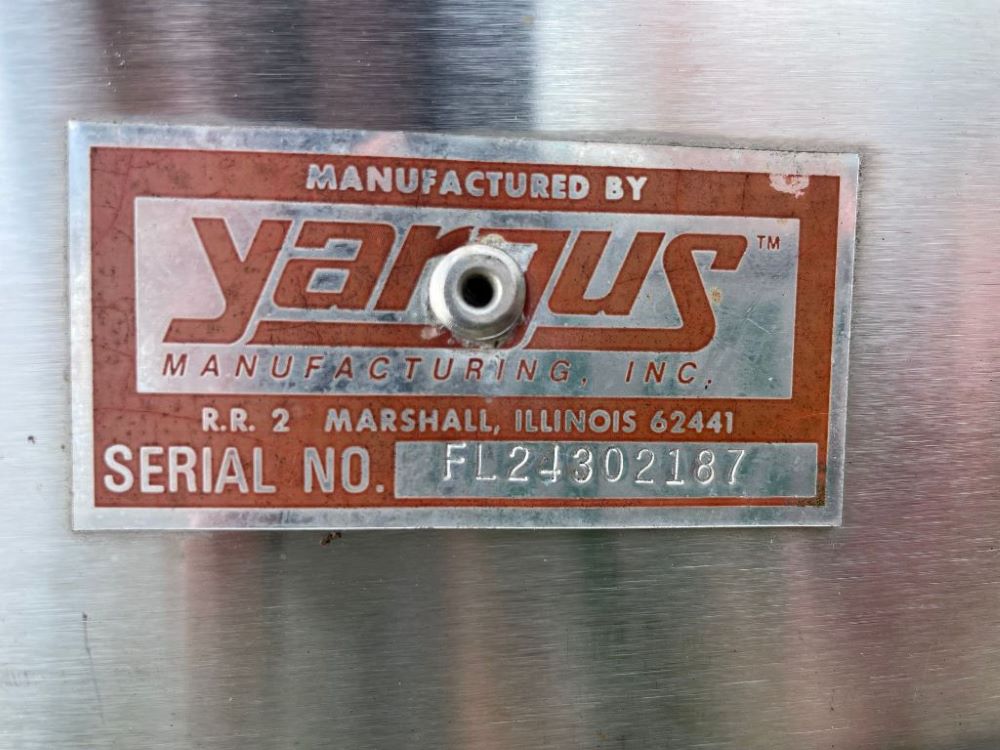 MANUFACTURED BY
yargus™
MANUFACTURING, INC.
R.R. 2 MARSHALL, ILLINOIS 62441
SERIAL NO. FL24302187